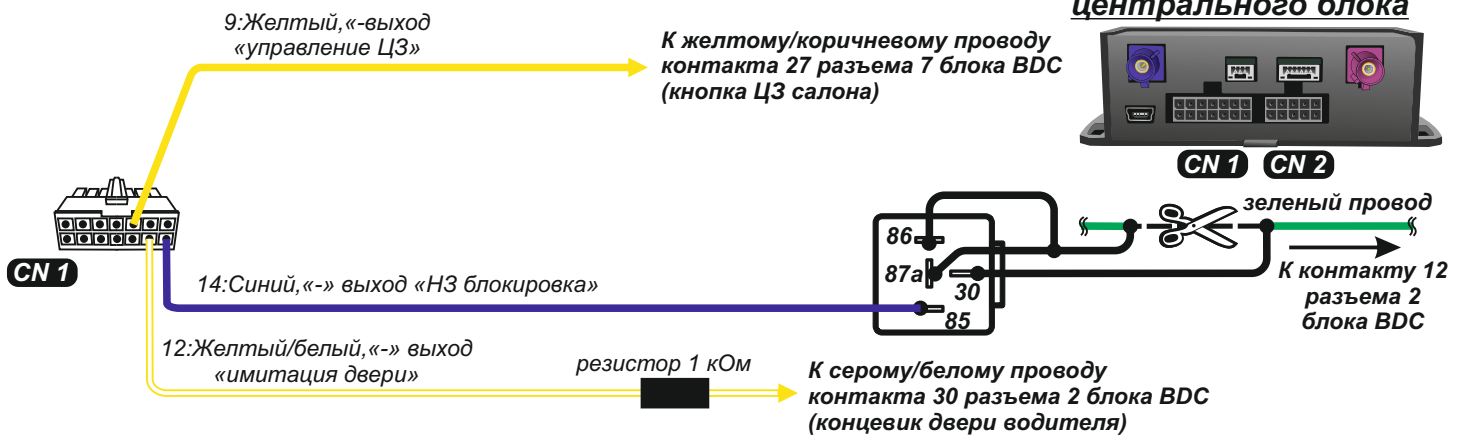 центрального блока
9:Желтый,«-выход
«управление ЦЗ»
К желтому/коричневому проводу
контакта 27 разъема 7 блока BDC
(кнопка ЦЗ салона)
CN 1 CN 2
зеленый провод
86
87a
30
85
К контакту 12
разъема 2
блока BDC
CN 1
14:Синий,«-» выход «НЗ блокировка»
12:Желтый/белый,«-» выход
«имитация двери»
резистор 1 кОм
К серому/белому проводу
контакта 30 разъема 2 блока BDC
(концевик двери водителя)